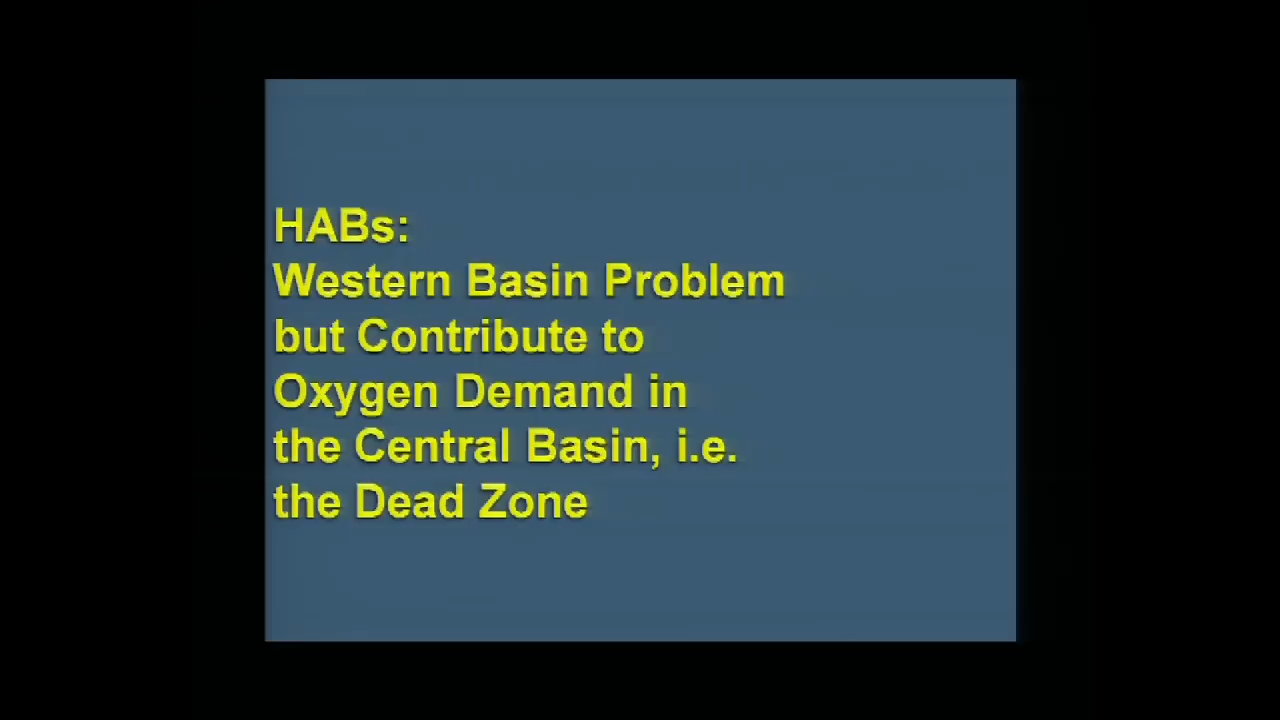 HABs:
Western Basin Problem
but Contribute to
Oxygen Demand in
the Central Basin, i.e.
the Dead Zone